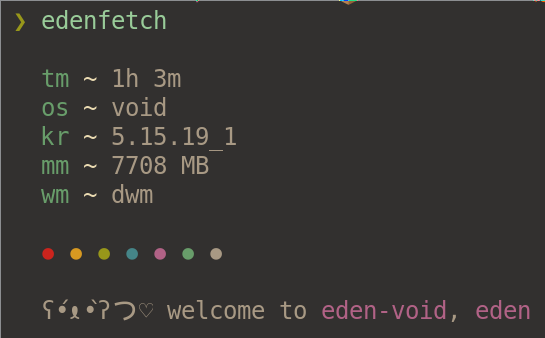 ❯ edenfetch
tm ~ 1h 3m
os ~ void
kr ~ 5.15.19_1
mm ~ 7708 MB
wm ~ dwm
● ● ● ● ● ● ●
ʕ•́ᴥ•̀ʔつ♡ welcome to eden-void, eden